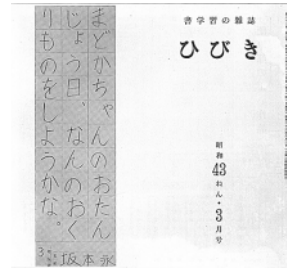 書学習の雑誌
ひびき
昭和
43
ねん・3月号
まどかちゃんのおたん
じょう日、なんのおく
りものをしようかな。
3
坂本永